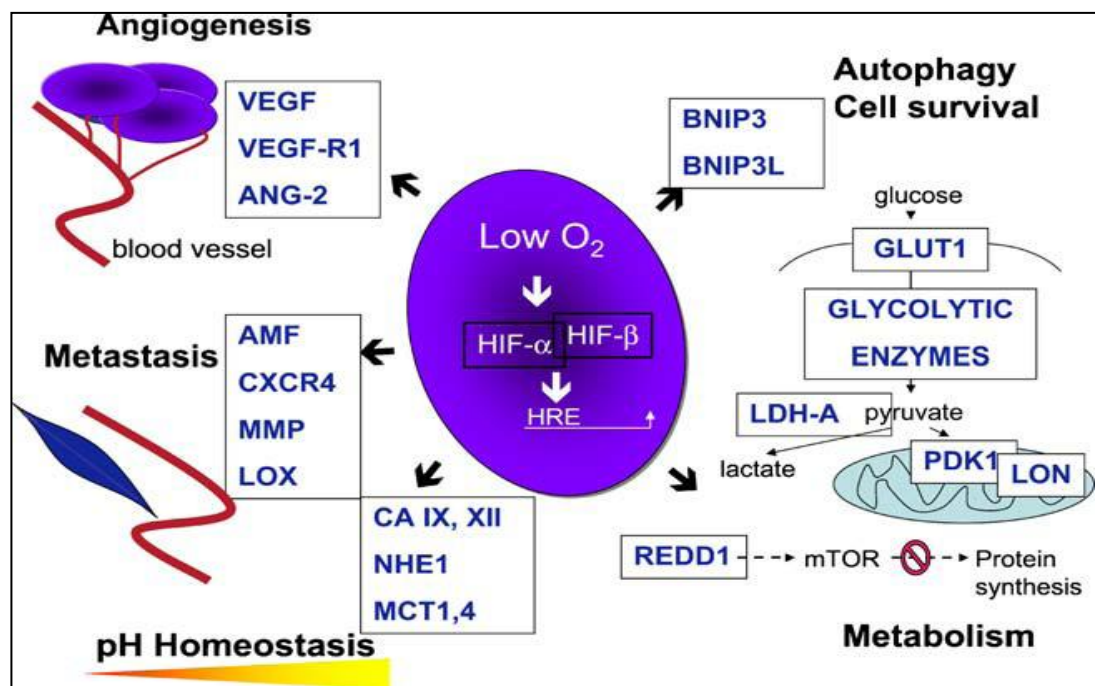 Angiogenesis
VEGF
VEGF-R1
ANG-2
blood vessel
Autophagy
Cell survival
BNIP3
BNIP3L
Low O₂
HIF-α
HIF-β
HRE
glucose
GLUT1
GLYCOLYTIC
ENZYMES
LDH-A
pyruvate
lactate
PDK1
LON
Metastasis
AMF
CXCR4
MMP
LOX
CA IX, XII
NHE1
MCT1,4
pH Homeostasis
REDD1
mTOR
Protein
synthesis
Metabolism